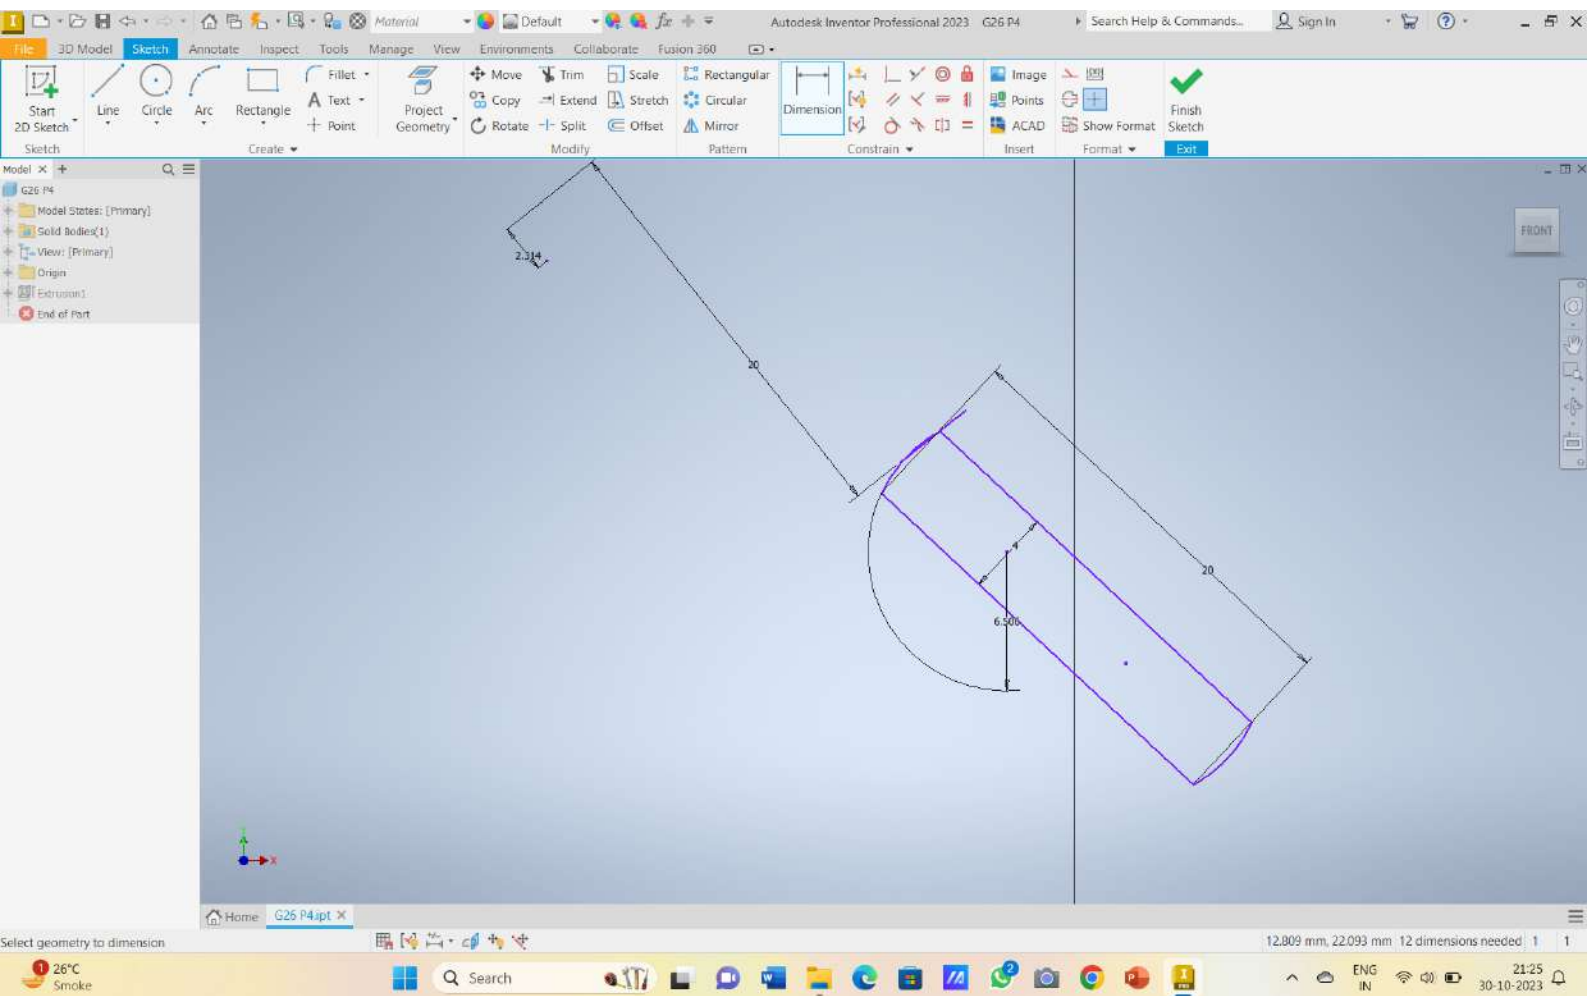 Material
Default
Autodesk Inventor Professional 2023 G26 P4
Search Help & Commands...
Sign In
File 3D Model Sketch Annotate Inspect Tools Manage View Environments Collaborate Fusion 360
Start
2D Sketch
Line
Circle
Arc
Rectangle
Fillet
Text
Point
Project
Geometry
Move
Copy
Rotate
Trim
Extend
Split
Scale
Stretch
Offset
Rectangular
Circular
Mirror
Dimension
Image
Points
ACAD
Show Format
Finish
Sketch
Sketch Create Modify Pattern Constrain Insert Format Exit
Model
G26 P4
Model States: [Primary]
Solid Bodies(1)
View: [Primary]
Origin
Extrusion1
End of Part
FRONT
2.314
20
4
20
6.500
Y
X
Home G26 P4.ipt
Select geometry to dimension
12.809 mm, 22.093 mm 12 dimensions needed 1 1
1
26°C
Smoke
Search
2
ENG
IN
21:25
30-10-2023